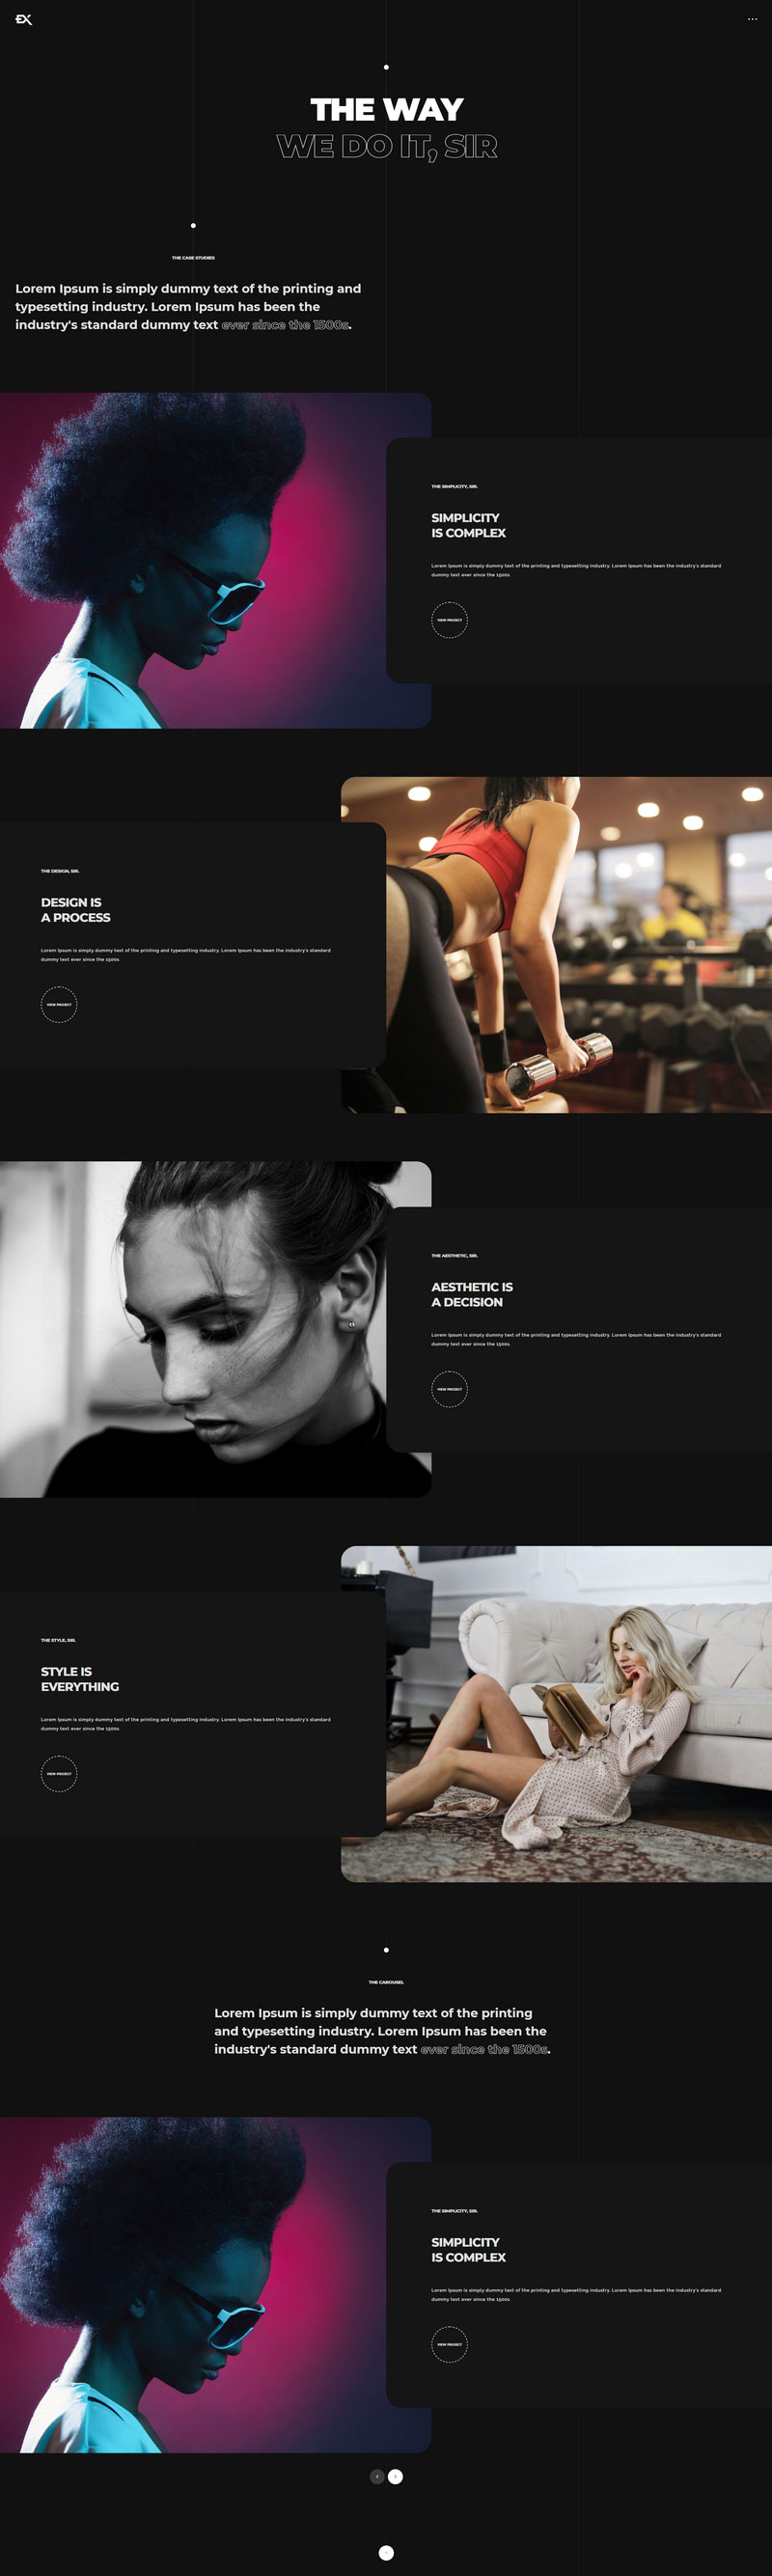 EX
THE WAY
WE DO IT, SIR
THE CASE STUDIES
Lorem Ipsum is simply dummy text of the printing and
typesetting industry. Lorem Ipsum has been the
industry's standard dummy text ever since the 1500s.
THE SIMPLICITY, SIR.
SIMPLICITY
IS COMPLEX
Lorem Ipsum is simply dummy text of the printing and typesetting industry. Lorem Ipsum has been the industry's standard
dummy text ever since the 1500s.
VIEW PROJECT
THE DESIGN, SIR.
DESIGN IS
A PROCESS
Lorem Ipsum is simply dummy text of the printing and typesetting industry. Lorem Ipsum has been the industry's standard
dummy text ever since the 1500s.
VIEW PROJECT
THE AESTHETIC, SIR.
AESTHETIC IS
A DECISION
Lorem Ipsum is simply dummy text of the printing and typesetting industry. Lorem Ipsum has been the industry's standard
dummy text ever since the 1500s.
VIEW PROJECT
THE STYLE, SIR.
STYLE IS
EVERYTHING
Lorem Ipsum is simply dummy text of the printing and typesetting industry. Lorem Ipsum has been the industry's standard
dummy text ever since the 1500s.
VIEW PROJECT
THE CAROUSEL
Lorem Ipsum is simply dummy text of the printing
and typesetting industry. Lorem Ipsum has been the
industry's standard dummy text ever since the 1500s.
THE SIMPLICITY, SIR.
SIMPLICITY
IS COMPLEX
Lorem Ipsum is simply dummy text of the printing and typesetting industry. Lorem Ipsum has been the industry's standard
dummy text ever since the 1500s.
VIEW PROJECT